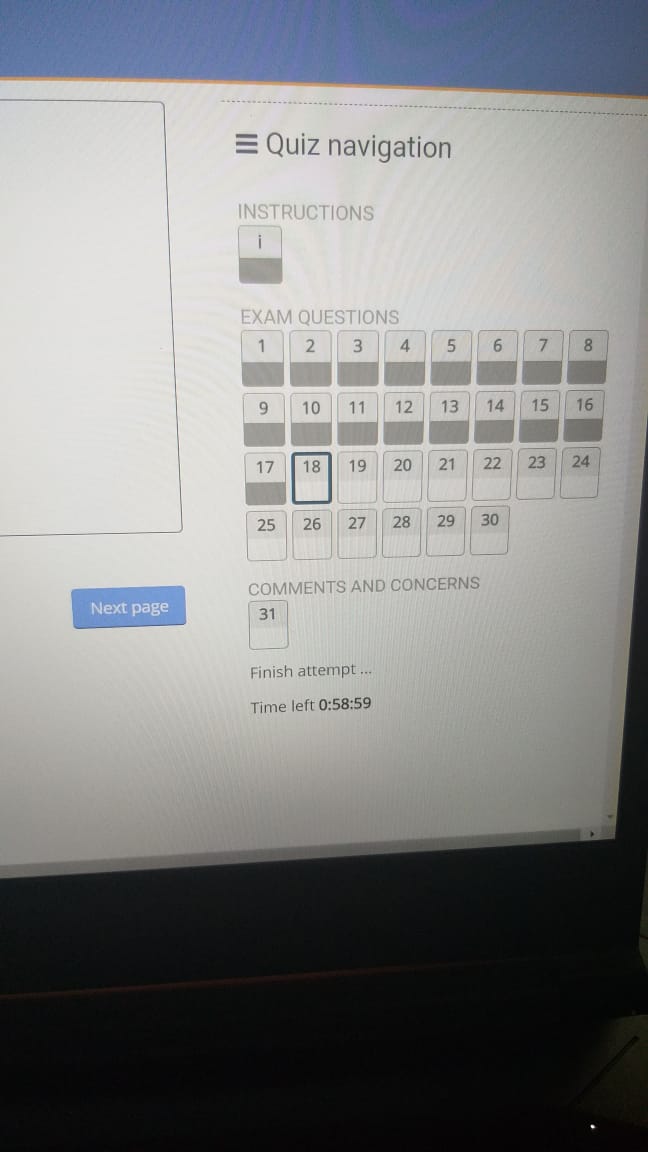 Quiz navigation
INSTRUCTIONS
i
EXAM QUESTIONS
1 2 3 4 5 6 7 8
9 10 11 12 13 14 15 16
17 18 19 20 21 22 23 24
25 26 27 28 29 30
Next page
COMMENTS AND CONCERNS
31
Finish attempt ...
Time left 0:58:59